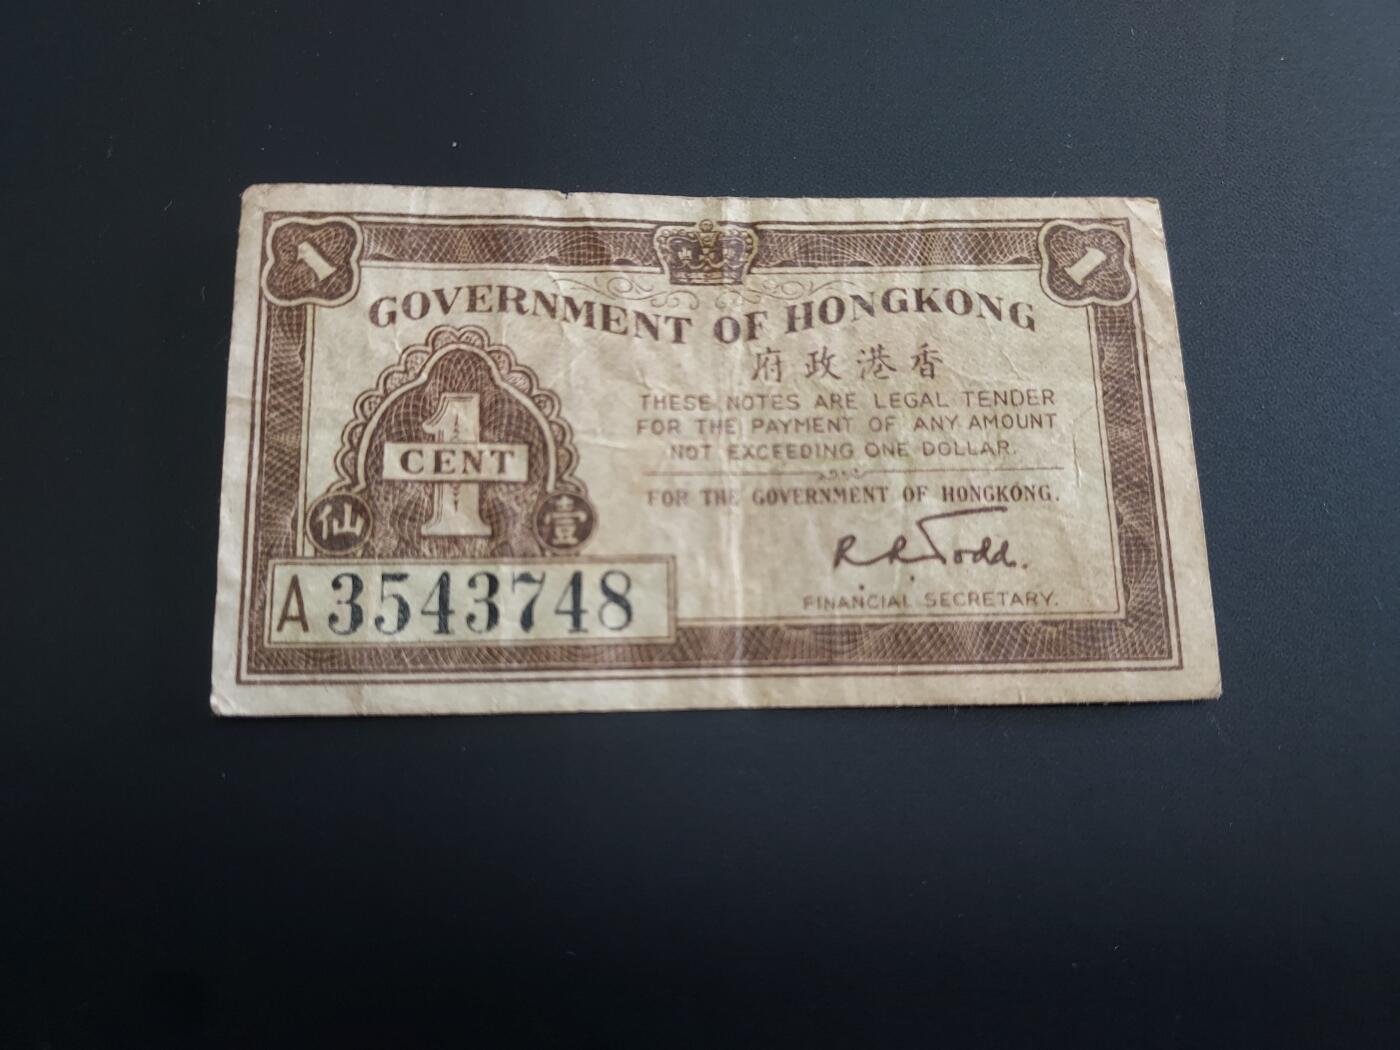 1
1
GOVERNMENT OF HONGKONG
府政港香
THESE NOTES ARE LEGAL TENDER
FOR THE PAYMENT OF ANY AMOUNT
NOT EXCEEDING ONE DOLLAR.
1
CENT
仙 壹
FOR THE GOVERNMENT OF HONGKONG.
R.R. Todd.
FINANCIAL SECRETARY.
A 3543748